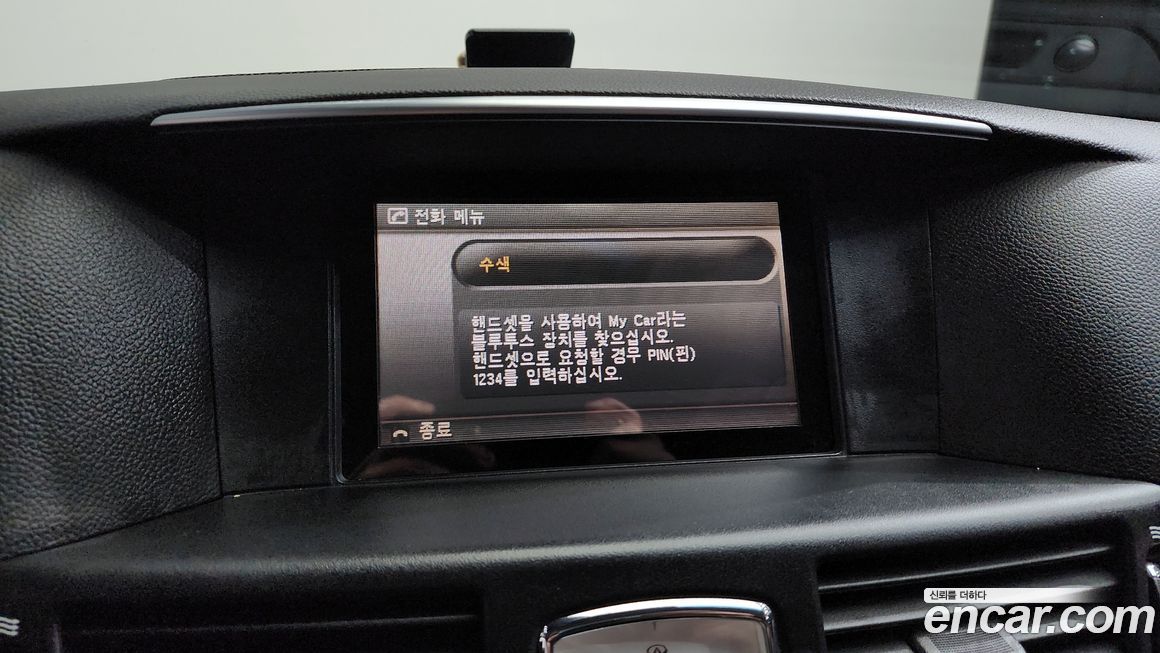 전화 메뉴
수색
핸드셋을 사용하여 My Car라는
블루투스 장치를 찾으십시오.
핸드셋으로 요청할 경우 PIN(핀)
1234를 입력하십시오.
종료
신뢰를 더하다
encar.com